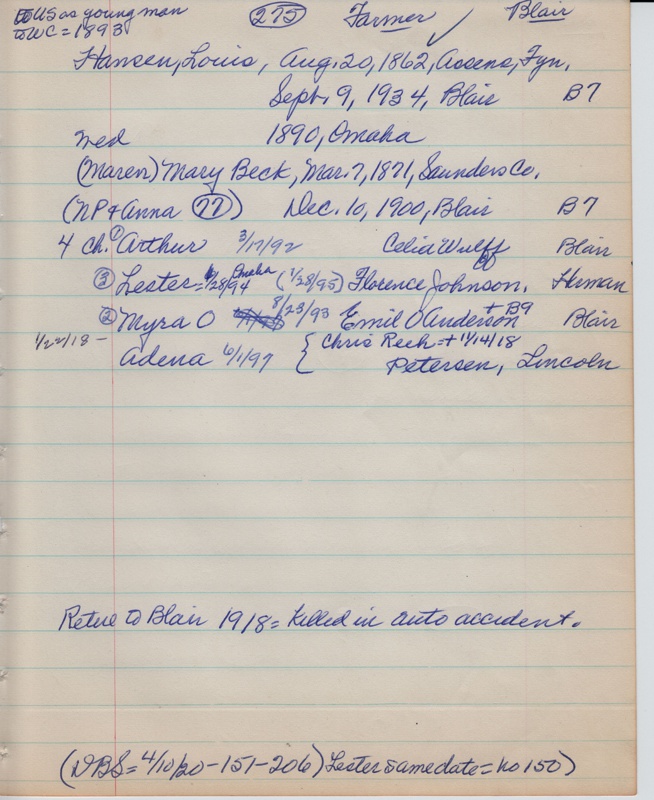 to US as young man 275 Farmer Blair
to WC = 1893
Hansen, Louis, Aug. 20, 1862, Assens, Fyn.
Sept. 9, 1934, Blair B7
wed 1890, Omaha
(Maren) Mary Beck, Mar. 7, 1871, Saunders Co.
(NP & Anna 77) Dec. 10, 1900, Blair B7
4 ch. ① Arthur 3/17/92 Celia Wulff Blair
③ Lester = 1/28/94 Omaha (1/28/95) Florence Johnson, Herman
② Myra O 8/23/93 Emil O Anderson + B9 Blair
1/22/18 - Adena 6/1/97 { Chris Rech = + 11/14/18
Petersen, Lincoln
Retire to Blair 1918 = Killed in auto accident.
(DBS = 4/10/20 - 151 - 206) Lester same date = no 150)